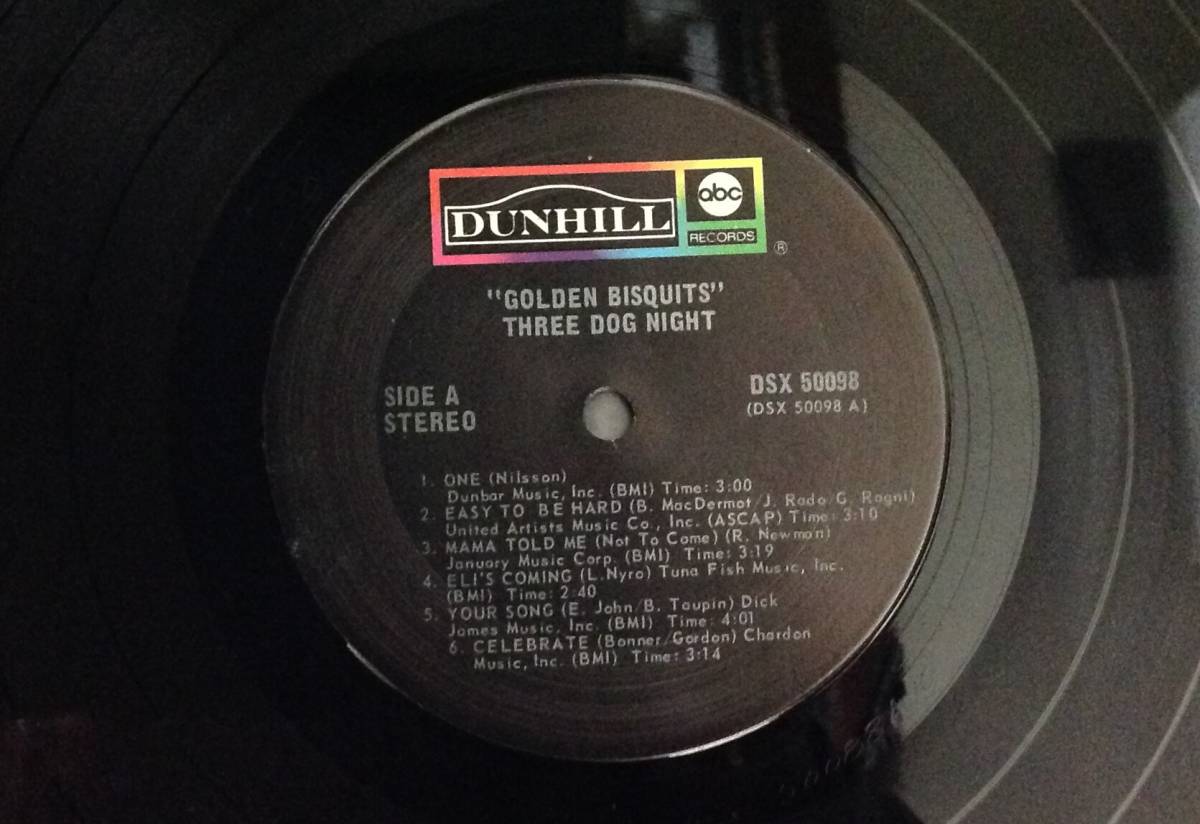 DUNHILL
abc
RECORDS
®
"GOLDEN BISQUITS"
THREE DOG NIGHT
SIDE A
STEREO
DSX 50098
(DSX 50098 A)
1. ONE (Nilsson)
Dunbar Music, Inc. (BMI) Time: 3:00
2. EASY TO BE HARD (B. MacDermot/J. Rado/G. Ragni)
United Artists Music Co., Inc. (ASCAP) Time: 3:10
3. MAMA TOLD ME (Not To Come) (R. Newman)
January Music Corp. (BMI) Time: 3:19
4. ELI'S COMING (L.Nyro) Tuna Fish Music, Inc.
(BMI) Time: 2:40
5. YOUR SONG (E. John/B. Taupin) Dick
James Music, Inc. (BMI) Time: 4:01
6. CELEBRATE (Bonner/Gordon) Chardon
Music, Inc. (BMI) Time: 3:14